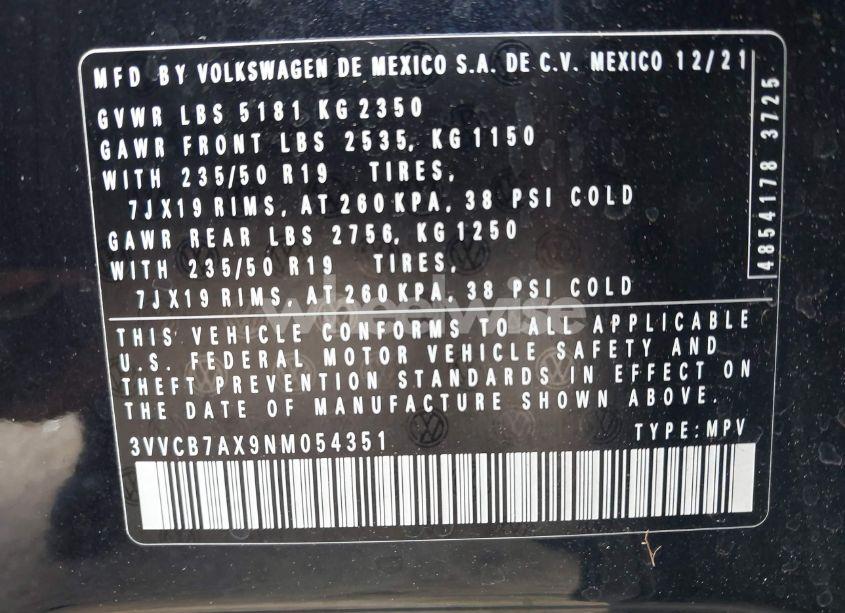 MFD BY VOLKSWAGEN DE MEXICO S.A. DE C.V. MEXICO 12/21
GVWR LBS 5181 KG 2350
GAWR FRONT LBS 2535, KG 1150
WITH 235/50 R19 TIRES,
7JX19 RIMS, AT 260 KPA, 38 PSI COLD
GAWR REAR LBS 2756, KG 1250
WITH 235/50 R19 TIRES,
7JX19 RIMS, AT 260 KPA, 38 PSI COLD
4854178 3725
wheelwise
THIS VEHICLE CONFORMS TO ALL APPLICABLE
U.S. FEDERAL MOTOR VEHICLE SAFETY AND
THEFT PREVENTION STANDARDS IN EFFECT ON
THE DATE OF MANUFACTURE SHOWN ABOVE.
3VVCB7AX9NM054351 TYPE: MPV